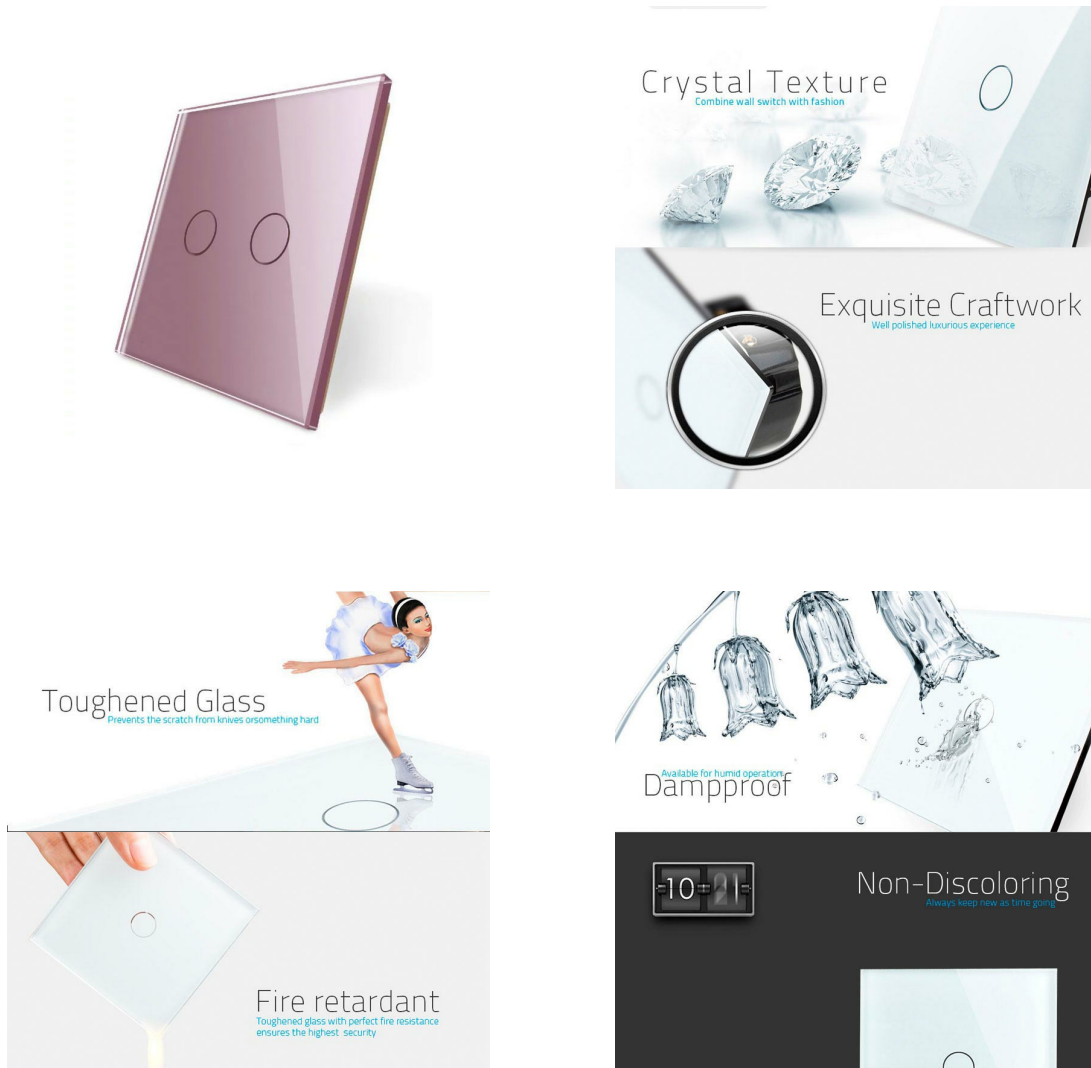 Crystal Texture
Combine wall switch with fashion
Exquisite Craftwork
Well polished luxurious experience
Toughened Glass
Prevents the scratch from knives orsomething hard
Available for humid operation
Dampproof
Fire retardant
Toughened glass with perfect fire resistance
ensures the highest security
10 21
Non-Discoloring
Always keep new as time going